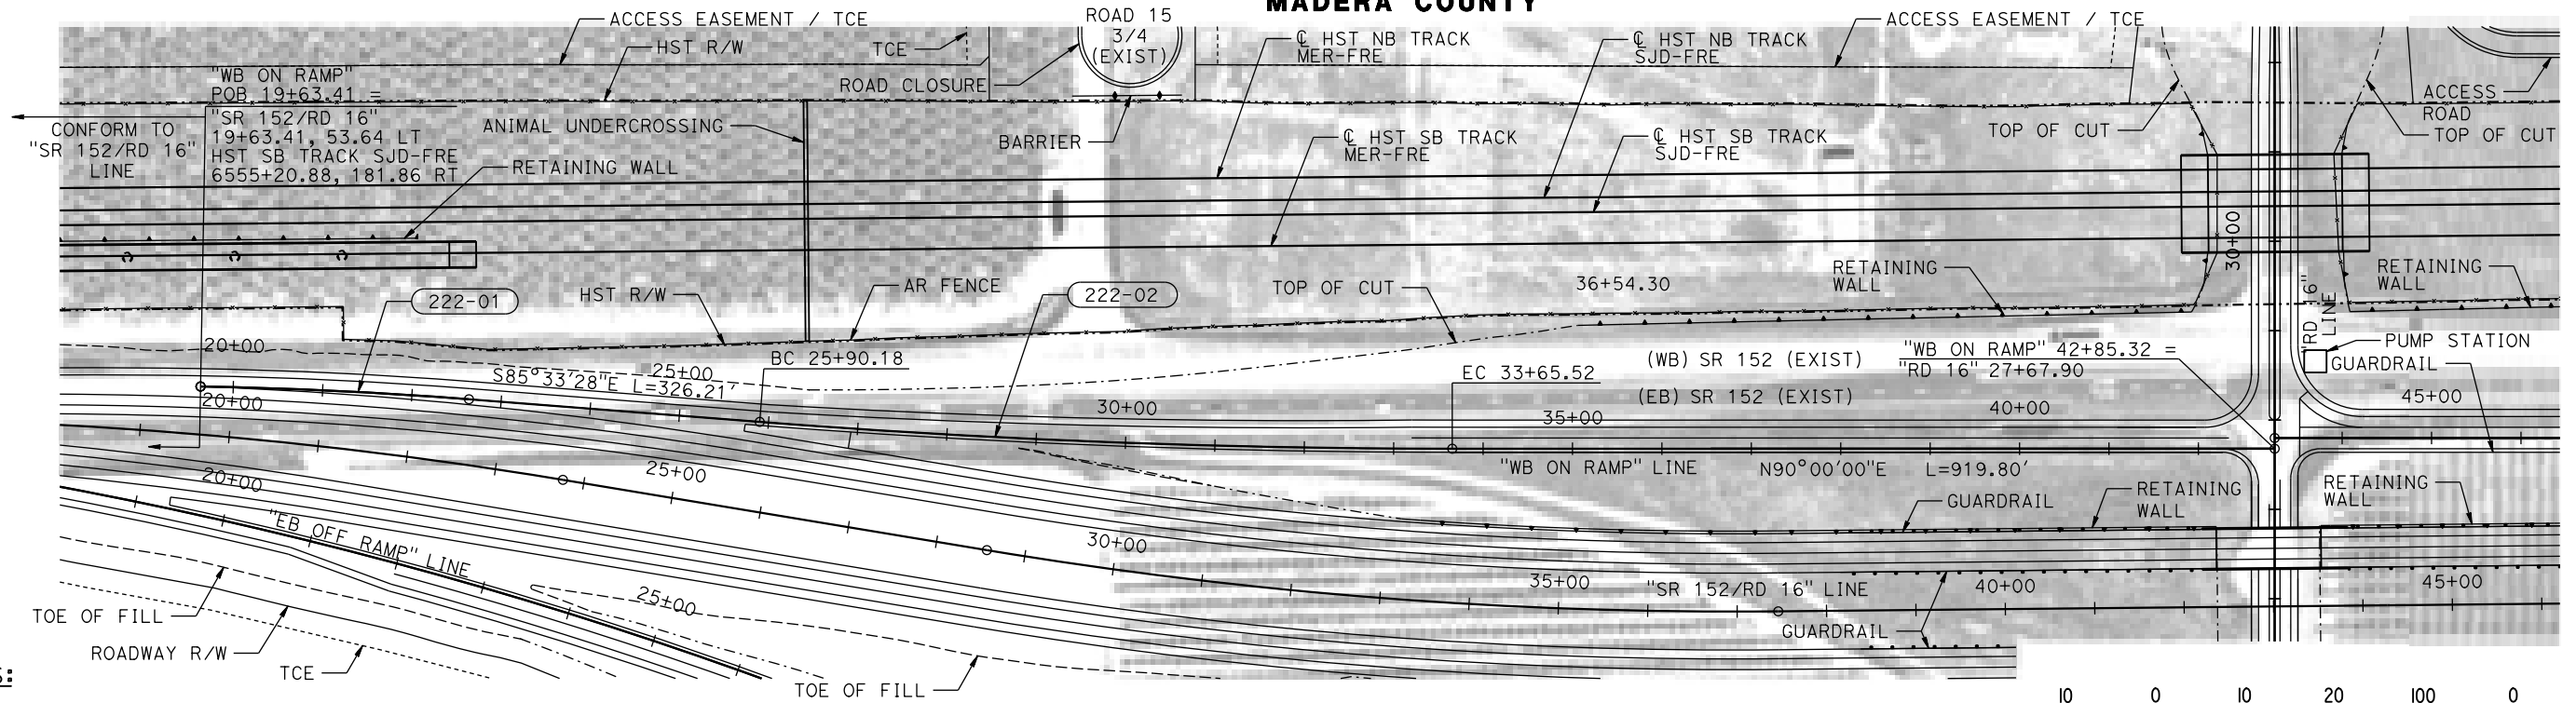 MADERA COUNTY
ACCESS EASEMENT / TCE
HST R/W
TCE
ROAD 15
3/4
(EXIST)
ROAD CLOSURE
℄ HST NB TRACK
MER-FRE
℄ HST NB TRACK
SJD-FRE
ACCESS EASEMENT / TCE
"WB ON RAMP"
POB 19+63.41 =
"SR 152/RD 16"
19+63.41, 53.64 LT
HST SB TRACK SJD-FRE
6555+20.88, 181.86 RT
CONFORM TO
"SR 152/RD 16"
LINE
ANIMAL UNDERCROSSING
RETAINING WALL
BARRIER
℄ HST SB TRACK
MER-FRE
℄ HST SB TRACK
SJD-FRE
TOP OF CUT
ACCESS
ROAD
TOP OF CUT
30+00
222-01
HST R/W
AR FENCE
222-02
TOP OF CUT
36+54.30
RETAINING
WALL
RETAINING
WALL
"RD 16"
LINE
20+00
25+00
S85°33'28"E L=326.21'
BC 25+90.18
EC 33+65.52
(WB) SR 152 (EXIST)
(EB) SR 152 (EXIST)
"WB ON RAMP" 42+85.32 =
"RD 16" 27+67.90
PUMP STATION
GUARDRAIL
20+00
30+00
35+00
40+00
45+00
"WB ON RAMP" LINE
N90°00'00"E
L=919.80'
20+00
25+00
30+00
35+00
"SR 152/RD 16" LINE
40+00
45+00
GUARDRAIL
RETAINING
WALL
RETAINING
WALL
"EB OFF RAMP" LINE
25+00
TOE OF FILL
ROADWAY R/W
TCE
TOE OF FILL
GUARDRAIL
10 0 10 20 100 0